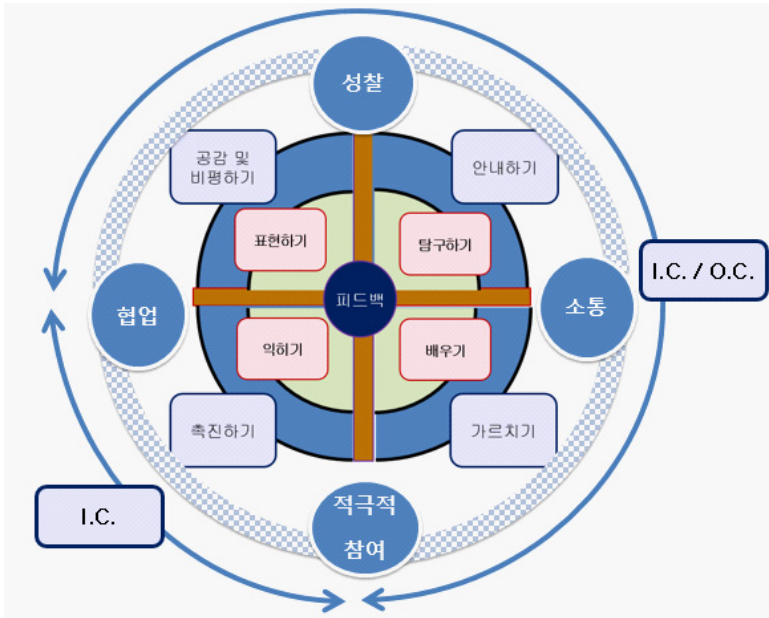 성찰
공감 및
비평하기
안내하기
표현하기
탐구하기
I.C. / O.C.
협업
피드백
소통
익히기
배우기
촉진하기
가르치기
I.C.
적극적
참여